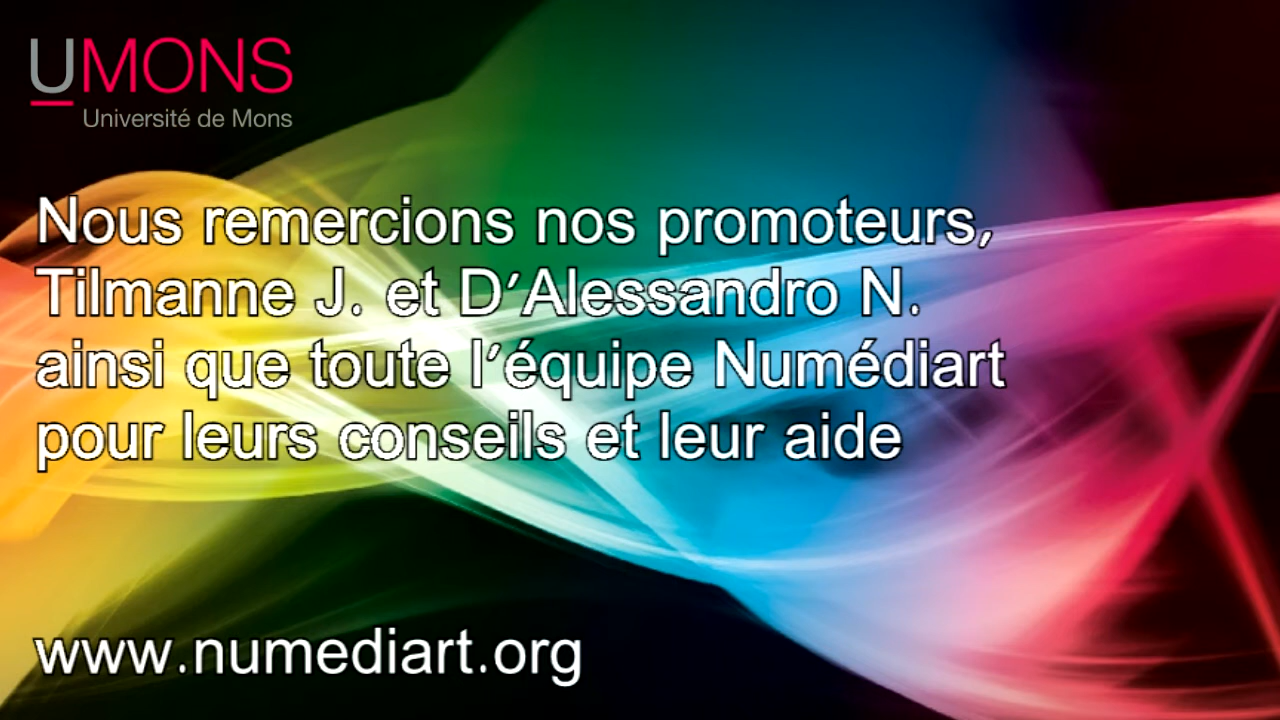 UMONS
Université de Mons
Nous remercions nos promoteurs,
Tilmanne J. et D’Alessandro N.
ainsi que toute l’équipe Numédiart
pour leurs conseils et leur aide
www.numediart.org